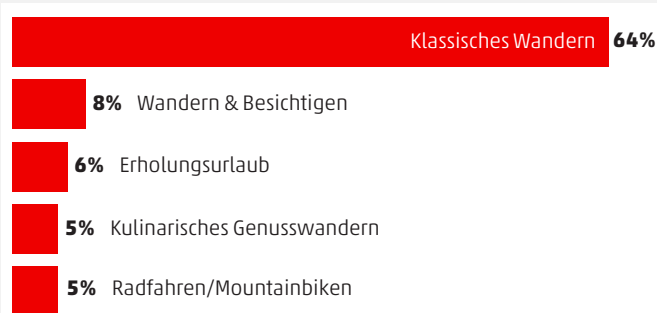 Klassisches Wandern 64%
8% Wandern & Besichtigen
6% Erholungsurlaub
5% Kulinarisches Genusswandern
5% Radfahren/Mountainbiken